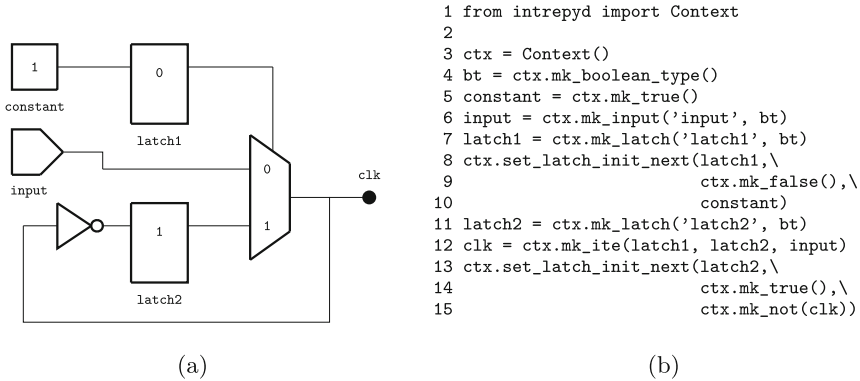 1
0
constant
latch1
input
0
clk
1
1
latch2
(a)
1 from intrepyd import Context
2
3 ctx = Context()
4 bt = ctx.mk_boolean_type()
5 constant = ctx.mk_true()
6 input = ctx.mk_input('input', bt)
7 latch1 = ctx.mk_latch('latch1', bt)
8 ctx.set_latch_init_next(latch1,\
9 ctx.mk_false(),\
10 constant)
11 latch2 = ctx.mk_latch('latch2', bt)
12 clk = ctx.mk_ite(latch1, latch2, input)
13 ctx.set_latch_init_next(latch2,\
14 ctx.mk_true(),\
15 ctx.mk_not(clk))
(b)